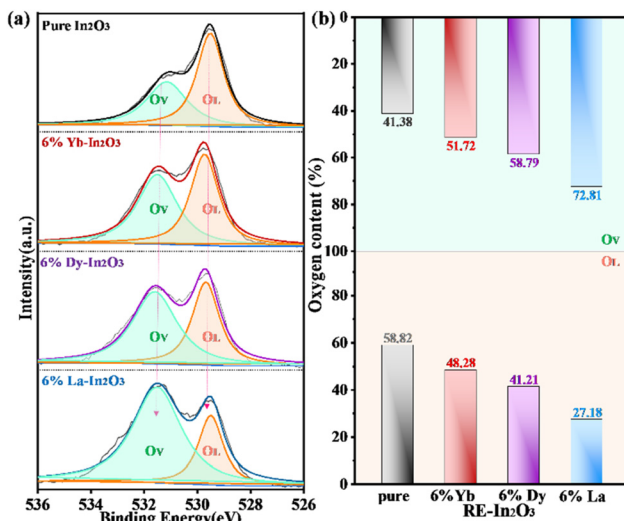 (a)
Pure In2O3
OV
OL
6% Yb-In2O3
OV
OL
6% Dy-In2O3
OV
OL
6% La-In2O3
OV
OL
Intensity(a.u.)
536 534 532 530 528 526
Binding Energy(eV)
(b)
0
20
40
60
80
100
80
60
40
20
0
Oxygen content (%)
41.38
51.72
58.79
72.81
OV
OL
58.82
48.28
41.21
27.18
pure 6%Yb 6% Dy 6% La
RE-In2O3